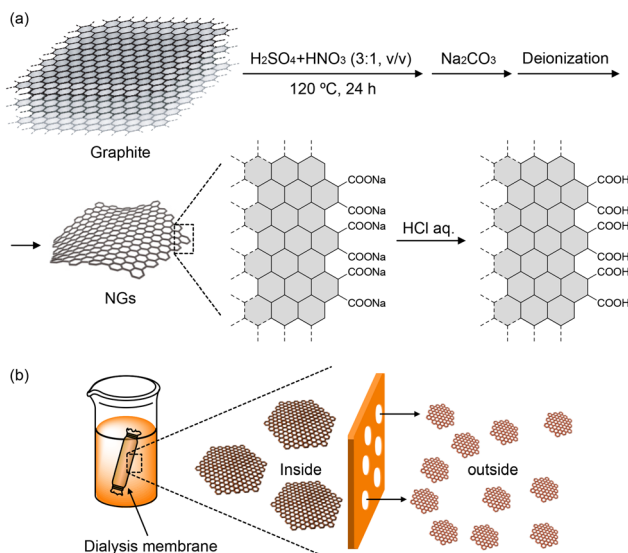 (a)
H₂SO₄+HNO₃ (3:1, v/v)
120 ºC, 24 h
Na₂CO₃
Deionization
Graphite
NGs
COONa
COONa
COONa
COONa
COONa
COONa
HCl aq.
COOH
COOH
COOH
COOH
COOH
COOH
(b)
Inside
outside
Dialysis membrane